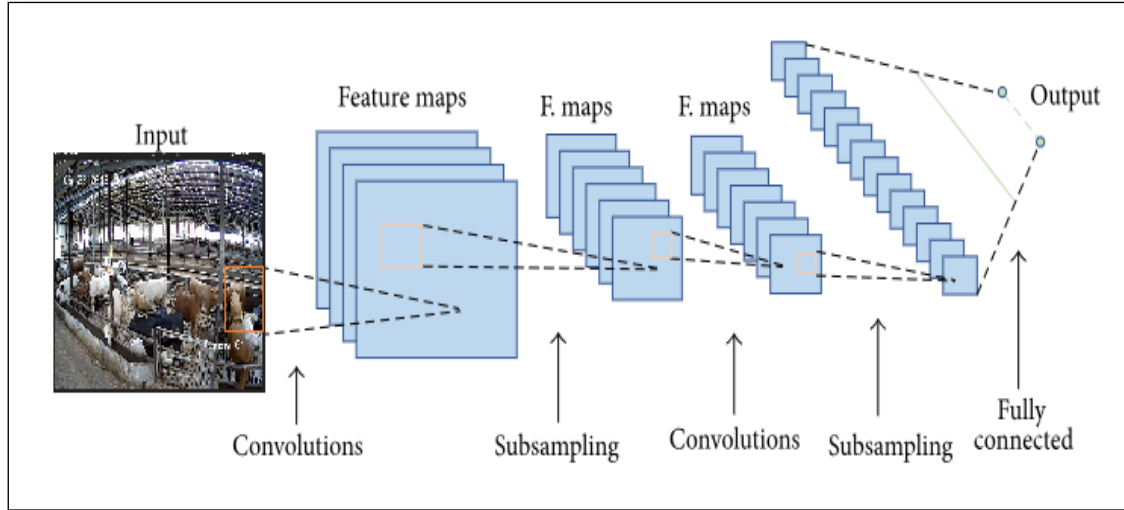 Input
Feature maps
F. maps
F. maps
Output
Convolutions
Subsampling
Convolutions
Subsampling
Fully
connected